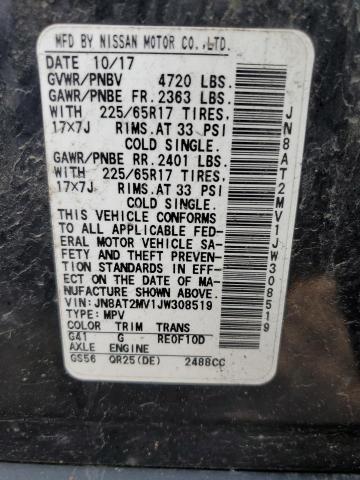 MFD BY NISSAN MOTOR CO.,LTD.
DATE 10/17
GVWR/PNBV 4720 LBS.
GAWR/PNBE FR. 2363 LBS.
WITH 225/65R17 TIRES.
17X7J RIMS.AT 33 PSI
COLD SINGLE.
GAWR/PNBE RR. 2401 LBS.
WITH 225/65R17 TIRES.
17X7J RIMS.AT 33 PSI
COLD SINGLE.
THIS VEHICLE CONFORMS
TO ALL APPLICABLE FED-
ERAL MOTOR VEHICLE SA-
FETY AND THEFT PREVEN-
TION STANDARDS IN EFF-
ECT ON THE DATE OF MA-
NUFACTURE SHOWN ABOVE.
VIN: JN8AT2MV1JW308519
TYPE: MPV
COLOR TRIM TRANS
G41 G RE0F10D
AXLE ENGINE
GS56 QR25(DE) 2488CC
JN8AT2MV1JW308519